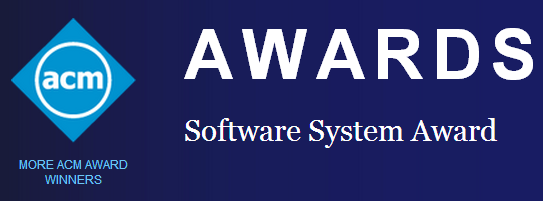 acm
AWARDS
Software System Award
MORE ACM AWARD
WINNERS